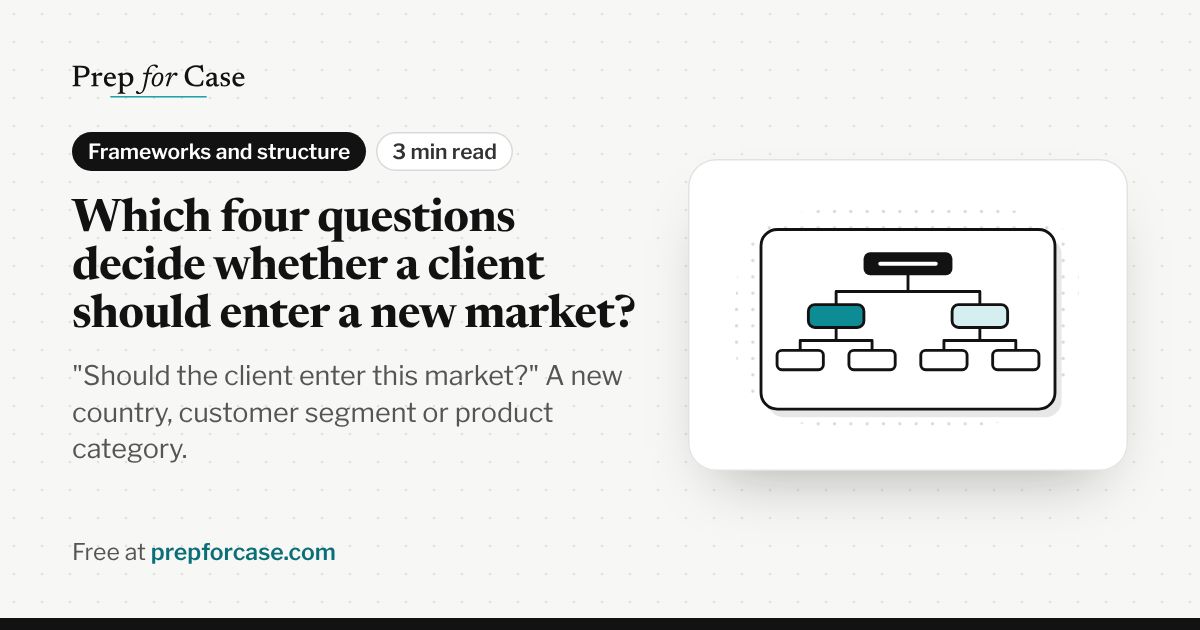 Prep for Case
Frameworks and structure
3 min read
Which four questions
decide whether a client
should enter a new market?
"Should the client enter this market?" A new
country, customer segment or product
category.
Free at prepforcase.com